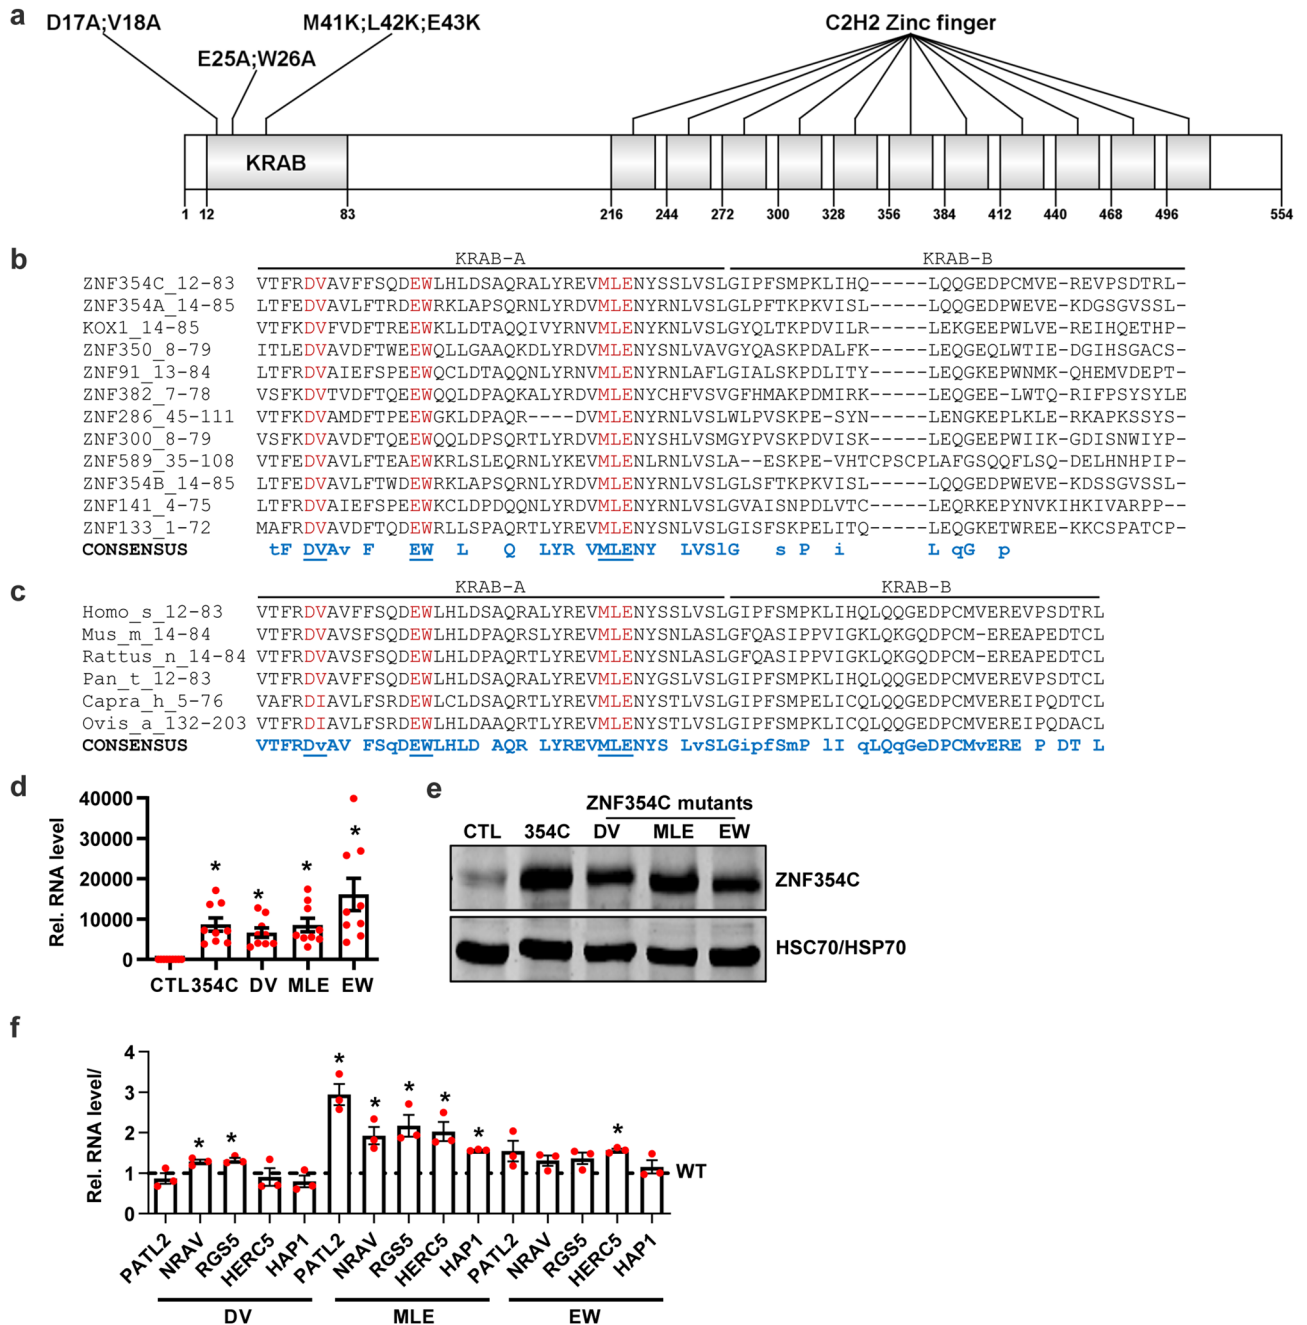 a
D17A;V18A
M41K;L42K;E43K
C2H2 Zinc finger
E25A;W26A
KRAB
1 12 83 216 244 272 300 328 356 384 412 440 468 496 554
b
KRAB-A KRAB-B
ZNF354C_12-83 VTFRDVAVFFSQDEWLHLDSAQRALYREVMLENYSSLVSLGIPFSMPKLIHQ-----LQQGEDPCMVE-REVPSDTRL-
ZNF354A_14-85 LTFEDVAVLFTRDEWRKLAPSQRNLYRDVMLENYRNLVSLGLPFTKPKVISL-----LQQGEDPWEVE-KDGSGVSSL-
KOX1_14-85 VTFKDVFVDFTREEWKLLDTAQQIVYRNVMLENYKNLVSLGYQLTKPDVILR-----LEKGEEPWLVE-REIHQETHP-
ZNF350_8-79 ITLEDVAVDFTWEEWQLLGAAQKDLYRDVMLENYSNLVAVGYQASKPDALFK-----LEQGEQLWTIE-DGIHSGACS-
ZNF91_13-84 LTFRDVAIEFSPEEWQCLDTAQQNLYRNVMLENYRNLAFLGIALSKPDLITY-----LEQGKEPWNMK-QHEMVDEPT-
ZNF382_7-78 VSFKDVTVDFTQEEWQQLDPAQKALYRDVMLENYCHFVSVGFHMAKPDMIRK-----LEQGEE-LWTQ-RIFPSYSYLE
ZNF286_45-111 VTFKDVAMDFTPEEWGKLDPAQR----DVMLENYRNLVSLWLPVSKPE-SYN-----LENGKEPLKLE-RKAPKSSYS-
ZNF300_8-79 VSFKDVAVDFTQEEWQQLDPSQRTLYRDVMLENYSHLVSMGYPVSKPDVISK-----LEQGEEPWIIK-GDISNWIYP-
ZNF589_35-108 VTFEDVAVLFTEAEWKRLSLEQRNLYKEVMLENLRNLVSLA--ESKPE-VHTCPSCPLAFGSQQFLSQ-DELHNHPIP-
ZNF354B_14-85 LTFEDVAVLFTWDEWRKLAPSQRNLYRDVMLENYRNLVSLGLSFTKPKVISL-----LQQGEDPWEVE-KDSSGVSSL-
ZNF141_4-75 LTFRDVAIEFSPEEWKCLDPDQQNLYRDVMLENYRNLVSLGVAISNPDLVTC-----LEQRKEPYNVKIHKIVARPP--
ZNF133_1-72 MAFRDVAVDFTQDEWRLLSPAQRTLYREVMLENYSNLVSLGISFSKPELITQ-----LEQGKETWREE-KKCSPATCP-
CONSENSUS tF DVAv F EW L Q LYR VMLENY LVSlG s P i L qG p
c
KRAB-A KRAB-B
Homo_s_12-83 VTFRDVAVFFSQDEWLHLDSAQRALYREVMLENYSSLVSLGIPFSMPKLIHQLQQGEDPCMVEREVPSDTRL
Mus_m_14-84 VTFRDVAVSFSQDEWLHLDPAQRSLYREVMLENYSNLASLGFQASIPPVIGKLQKGQDPCM-EREAPEDTCL
Rattus_n_14-84 VTFRDVAVSFSQDEWLHLDPAQRTLYREVMLENYSNLASLGFQASIPPVIGKLQKGQDPCM-EREAPEDTCL
Pan_t_12-83 VTFRDVAVFFSQDEWLHLDSAQRALYREVMLENYGSLVSLGIPFSMPKLIHQLQQGEDPCMVEREVPSDTCL
Capra_h_5-76 VAFRDIAVLFSRDEWLCLDSAQRTLYREVMLENYSTLVSLGIPFSMPELICQLQQGEDPCMVEREIPQDTCL
Ovis_a_132-203 VTFRDIAVLFSRDEWLHLDAAQRTLYREVMLENYSTLVSLGIPFSMPKLICQLQQGEDPCMVEREIPQDACL
CONSENSUS VTFRDvAV FSqDEWLHLD AQR LYREVMLENYS LvSLGipfSmP lI qLQqGeDPCMvERE P DT L
d
Rel. RNA level
40000
30000
20000
10000
0
* * * *
CTL 354C DV MLE EW
e
ZNF354C mutants
CTL 354C DV MLE EW
ZNF354C
HSC70/HSP70
f
Rel. RNA level/
4
3
2
1
0
* * * * * * * *
WT
PATL2 NRAV RGS5 HERC5 HAP1 PATL2 NRAV RGS5 HERC5 HAP1 PATL2 NRAV RGS5 HERC5 HAP1
DV MLE EW